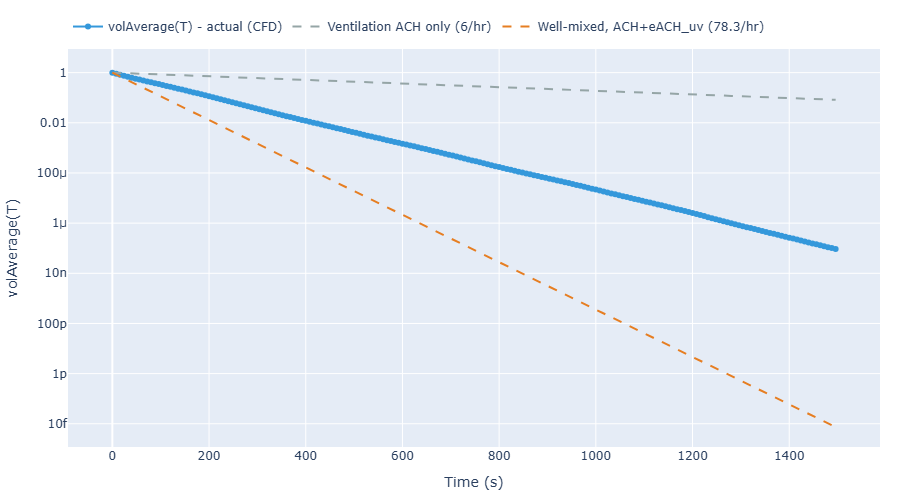 volAverage(T) - actual (CFD) Ventilation ACH only (6/hr) Well-mixed, ACH+eACH_uv (78.3/hr)
1
0.01
100μ
1μ
10n
100p
1p
10f
volAverage(T)
0 200 400 600 800 1000 1200 1400
Time (s)